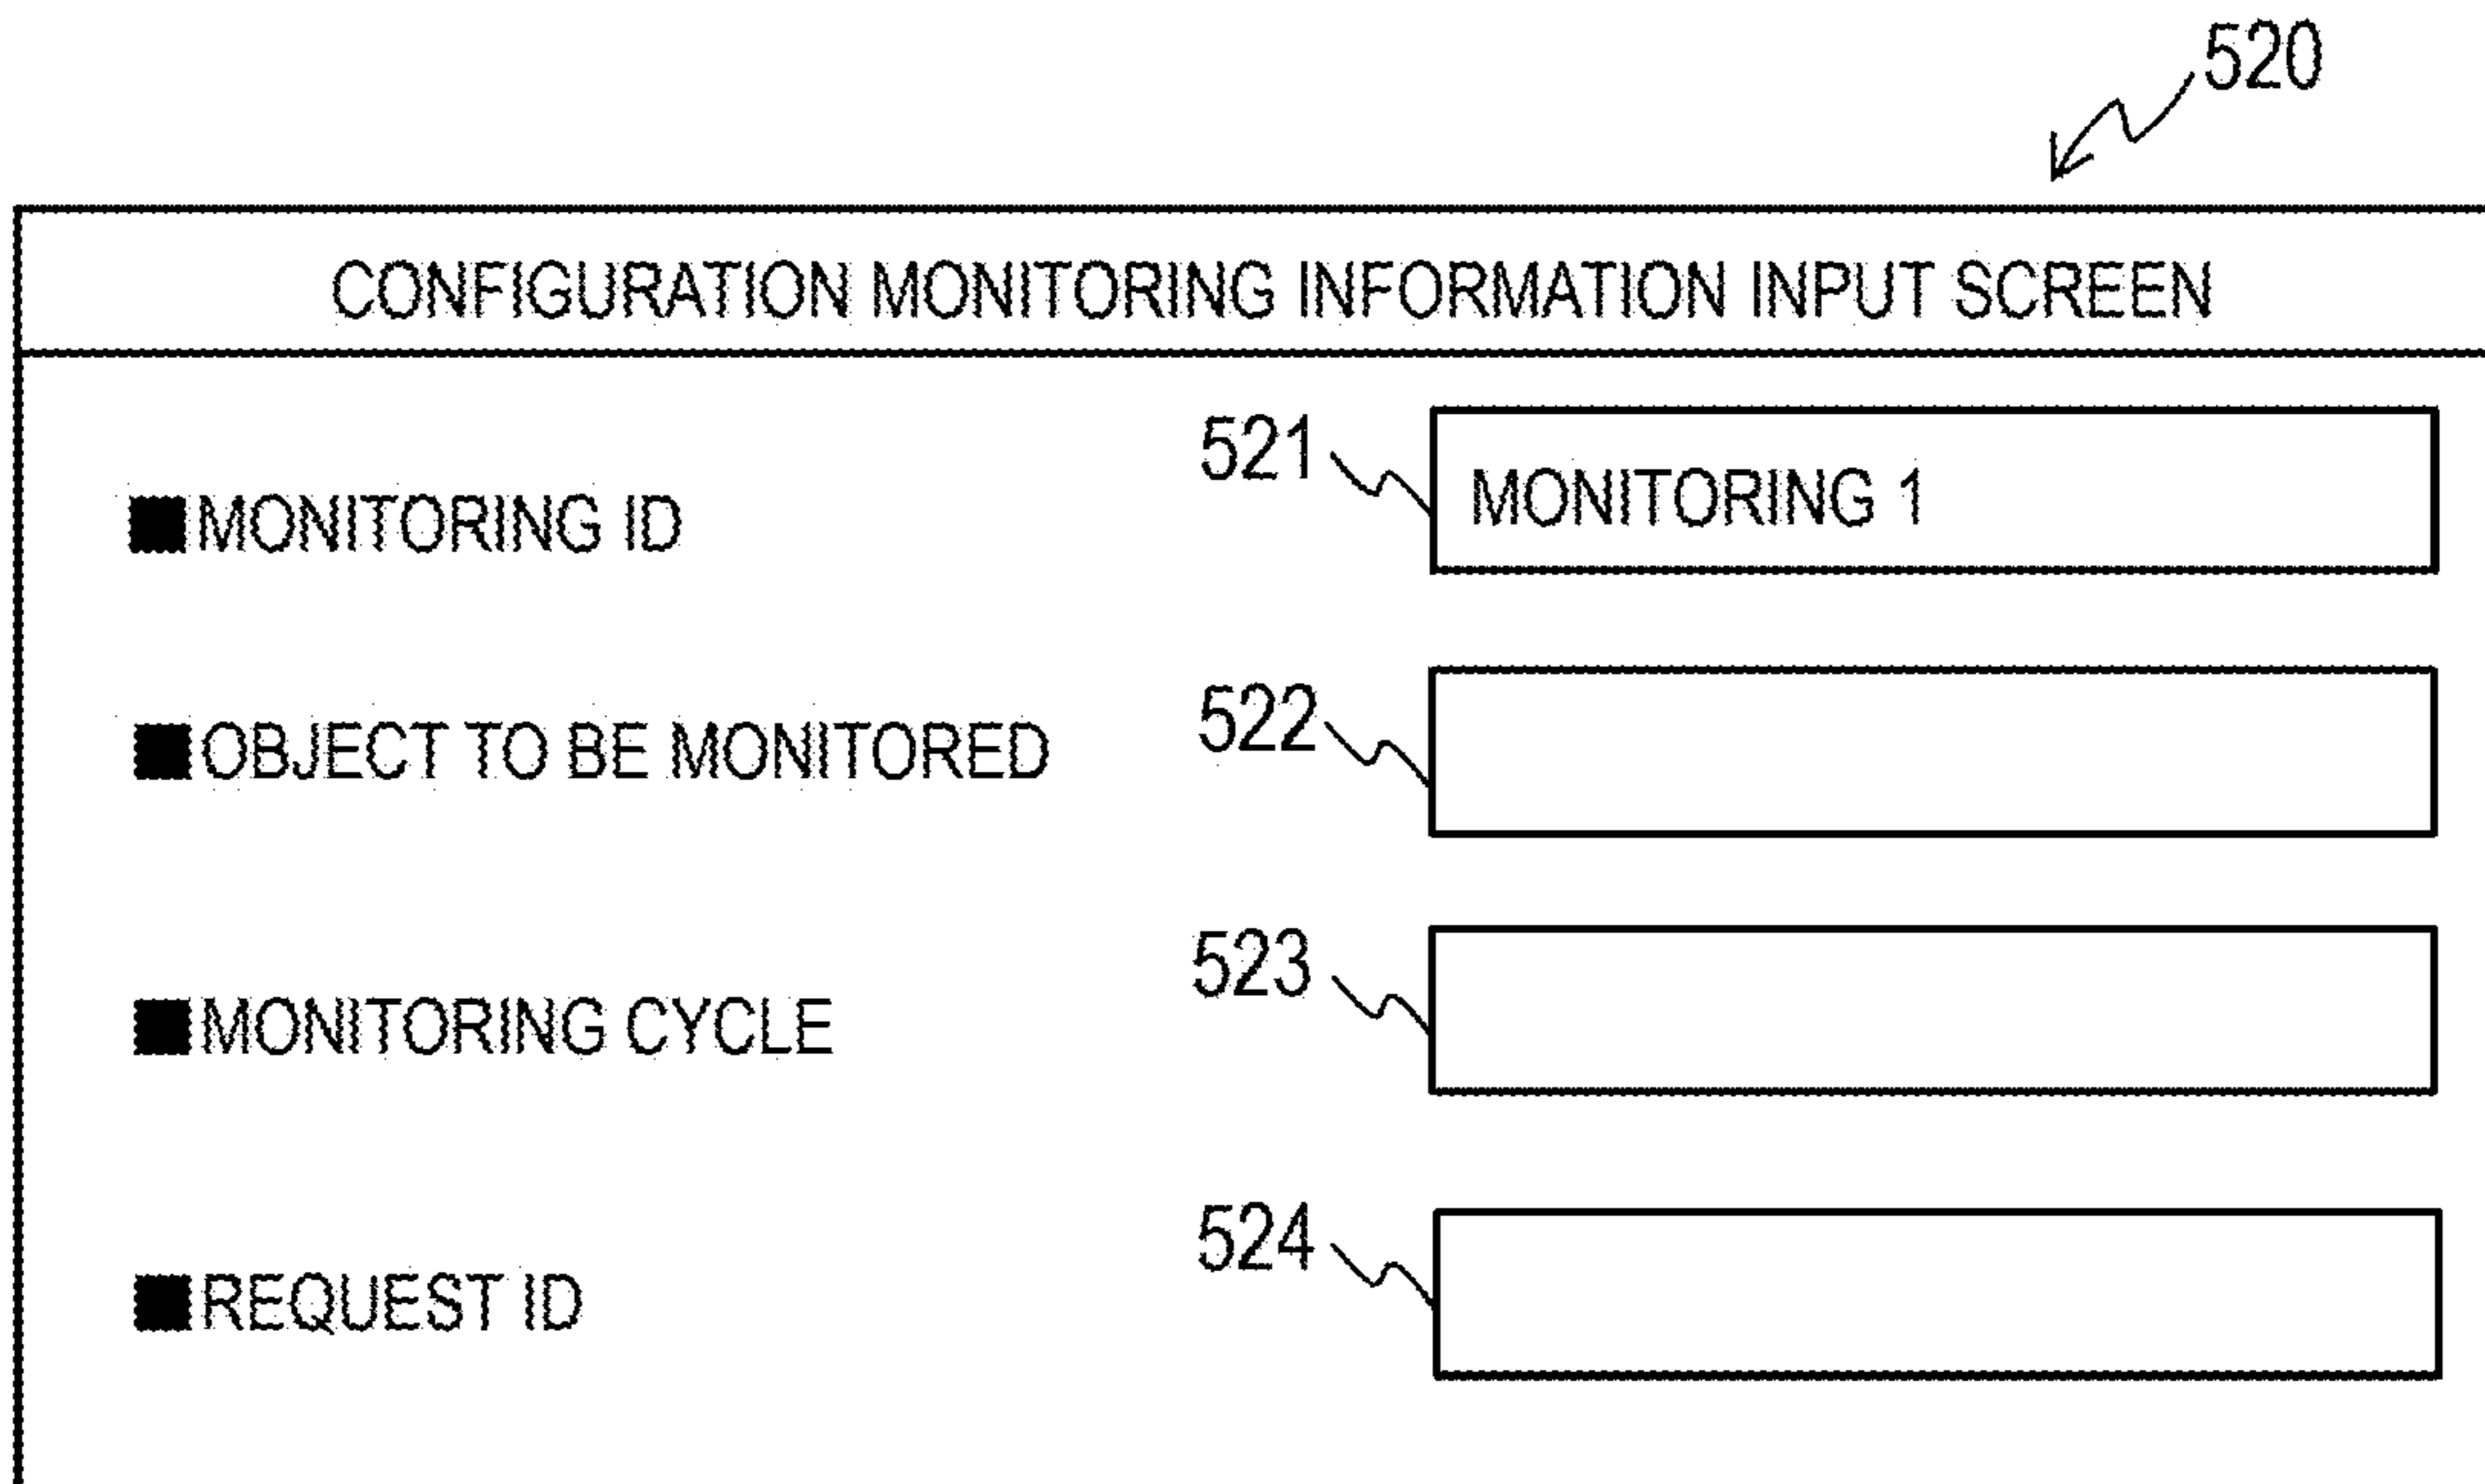 520
CONFIGURATION MONITORING INFORMATION INPUT SCREEN
■MONITORING ID 521 MONITORING 1
■OBJECT TO BE MONITORED 522
■MONITORING CYCLE 523
■REQUEST ID 524